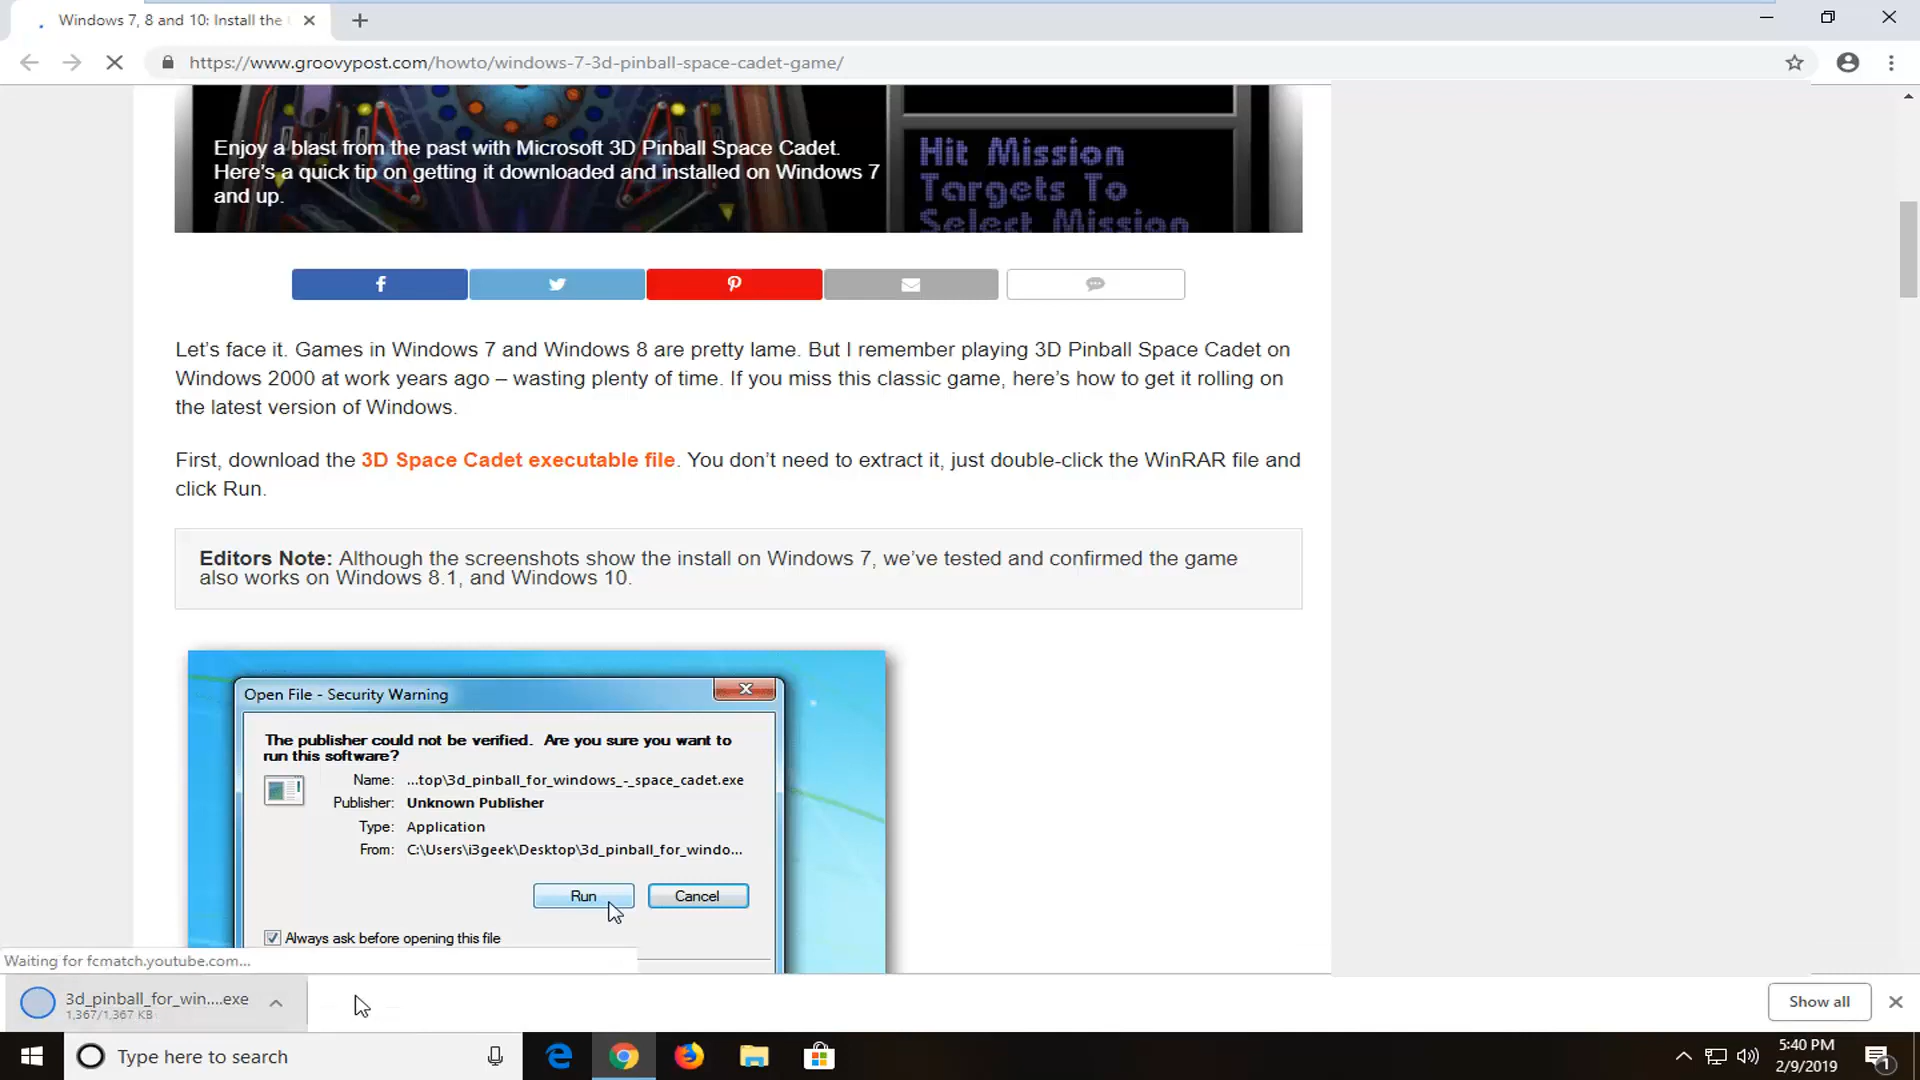 Windows 7, 8 and 10: Install the
https://www.groovypost.com/howto/windows-7-3d-pinball-space-cadet-game/
Enjoy a blast from the past with Microsoft 3D Pinball Space Cadet.
Here's a quick tip on getting it downloaded and installed on Windows 7
and up.
Hit Mission
Targets To
Select Mission
Let's face it. Games in Windows 7 and Windows 8 are pretty lame. But I remember playing 3D Pinball Space Cadet on
Windows 2000 at work years ago – wasting plenty of time. If you miss this classic game, here's how to get it rolling on
the latest version of Windows.
First, download the 3D Space Cadet executable file. You don't need to extract it, just double-click the WinRAR file and
click Run.
Editors Note: Although the screenshots show the install on Windows 7, we've tested and confirmed the game
also works on Windows 8.1, and Windows 10.
Open File - Security Warning
The publisher could not be verified. Are you sure you want to
run this software?
Name: ...top\3d_pinball_for_windows_-_space_cadet.exe
Publisher: Unknown Publisher
Type: Application
From: C:\Users\i3geek\Desktop\3d_pinball_for_windo...
Run Cancel
Always ask before opening this file
Waiting for fcmatch.youtube.com...
3d_pinball_for_win....exe
1,367/1,367 KB
Show all
Type here to search
5:40 PM
2/9/2019
1